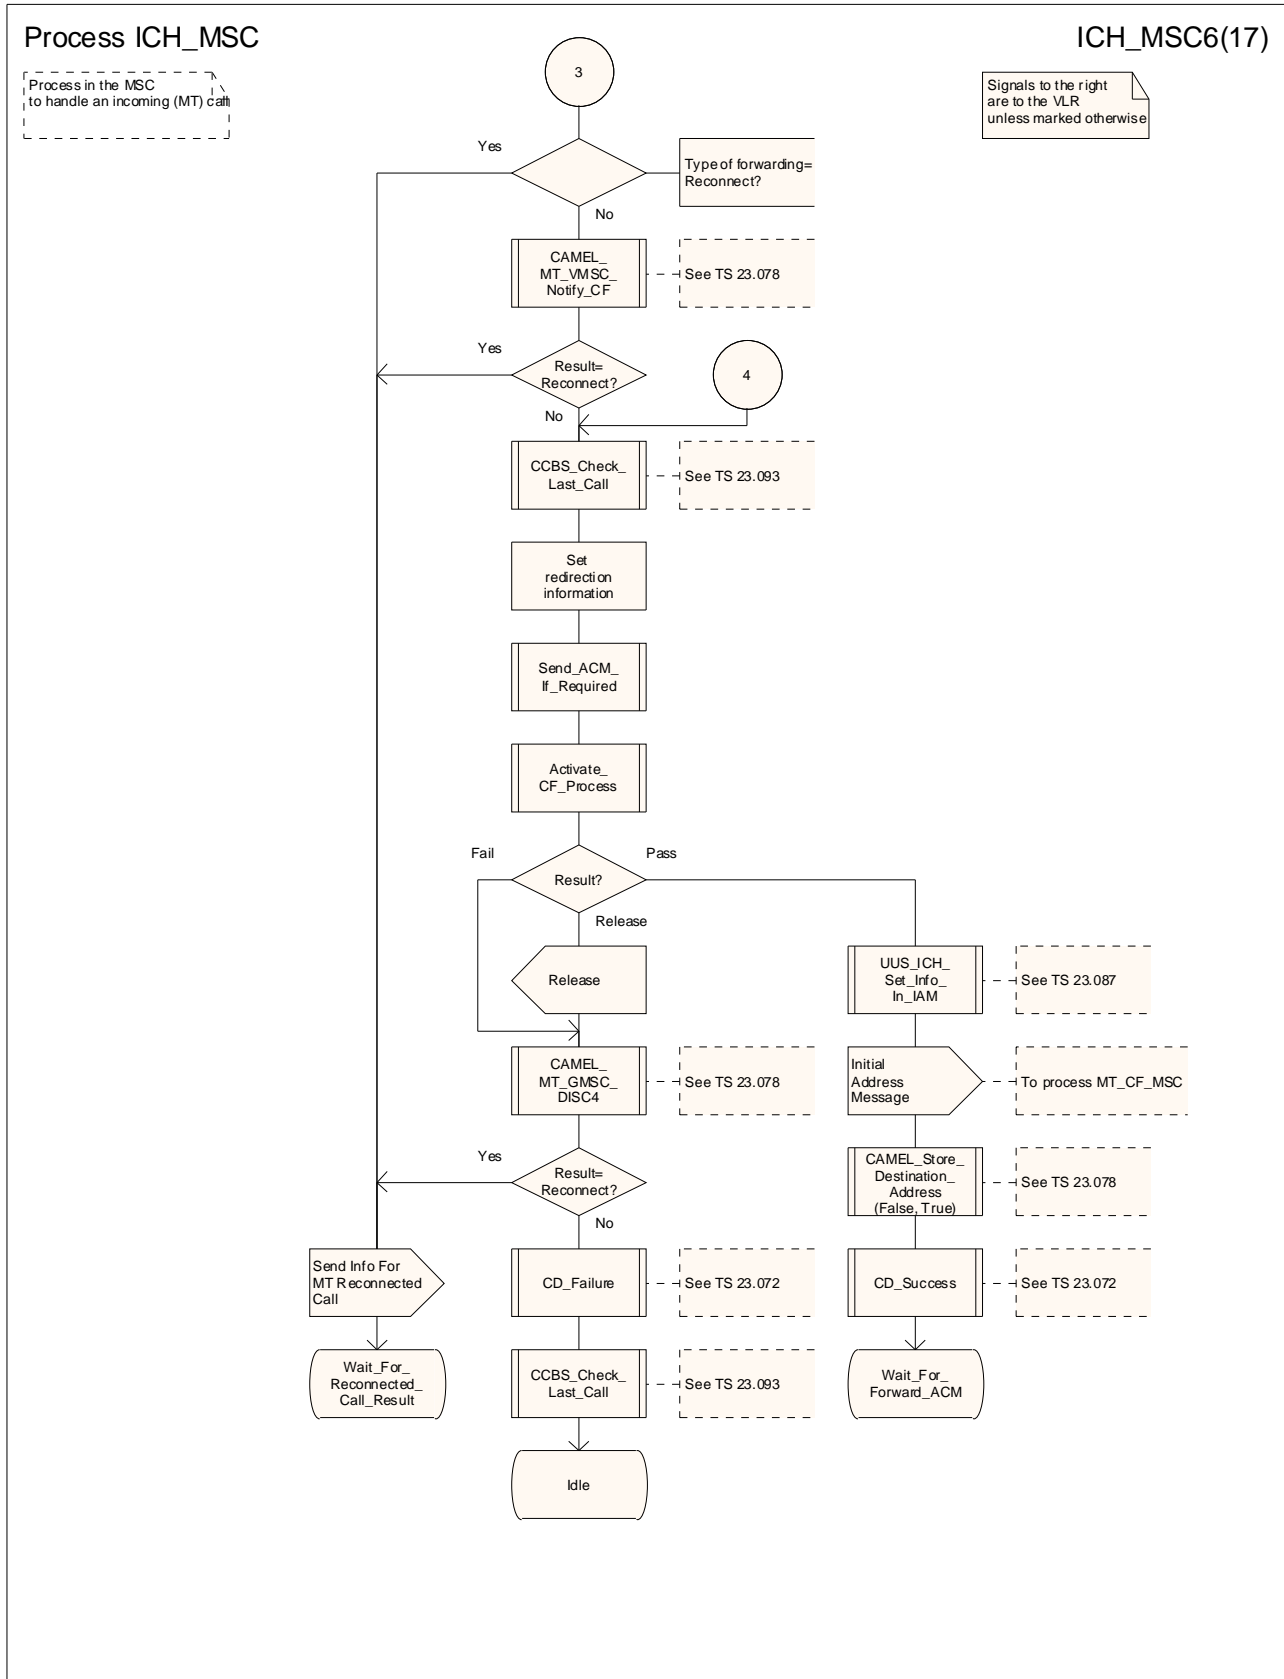 Process ICH_MSC
ICH_MSC6(17)
Process in the MSC
to handle an incoming (MT) call
Signals to the right
are to the VLR
unless marked otherwise
3
Yes
Type of forwarding=
Reconnect?
No
CAMEL_
MT_VMSC_
Notify_CF
See TS 23.078
Yes
Result=
Reconnect?
4
No
CCBS_Check_
Last_Call
See TS 23.093
Set
redirection
information
Send_ACM_
If_Required
Activate_
CF_Process
Fail
Pass
Result?
Release
Release
UUS_ICH_
Set_Info_
In_IAM
See TS 23.087
CAMEL_
MT_GMSC_
DISC4
See TS 23.078
Initial
Address
Message
To process MT_CF_MSC
Yes
Result=
Reconnect?
No
CAMEL_Store_
Destination_
Address
(False, True)
See TS 23.078
Send Info For
MT Reconnected
Call
CD_Failure
See TS 23.072
CD_Success
See TS 23.072
Wait_For_
Reconnected_
Call_Result
CCBS_Check_
Last_Call
See TS 23.093
Wait_For_
Forward_ACM
Idle